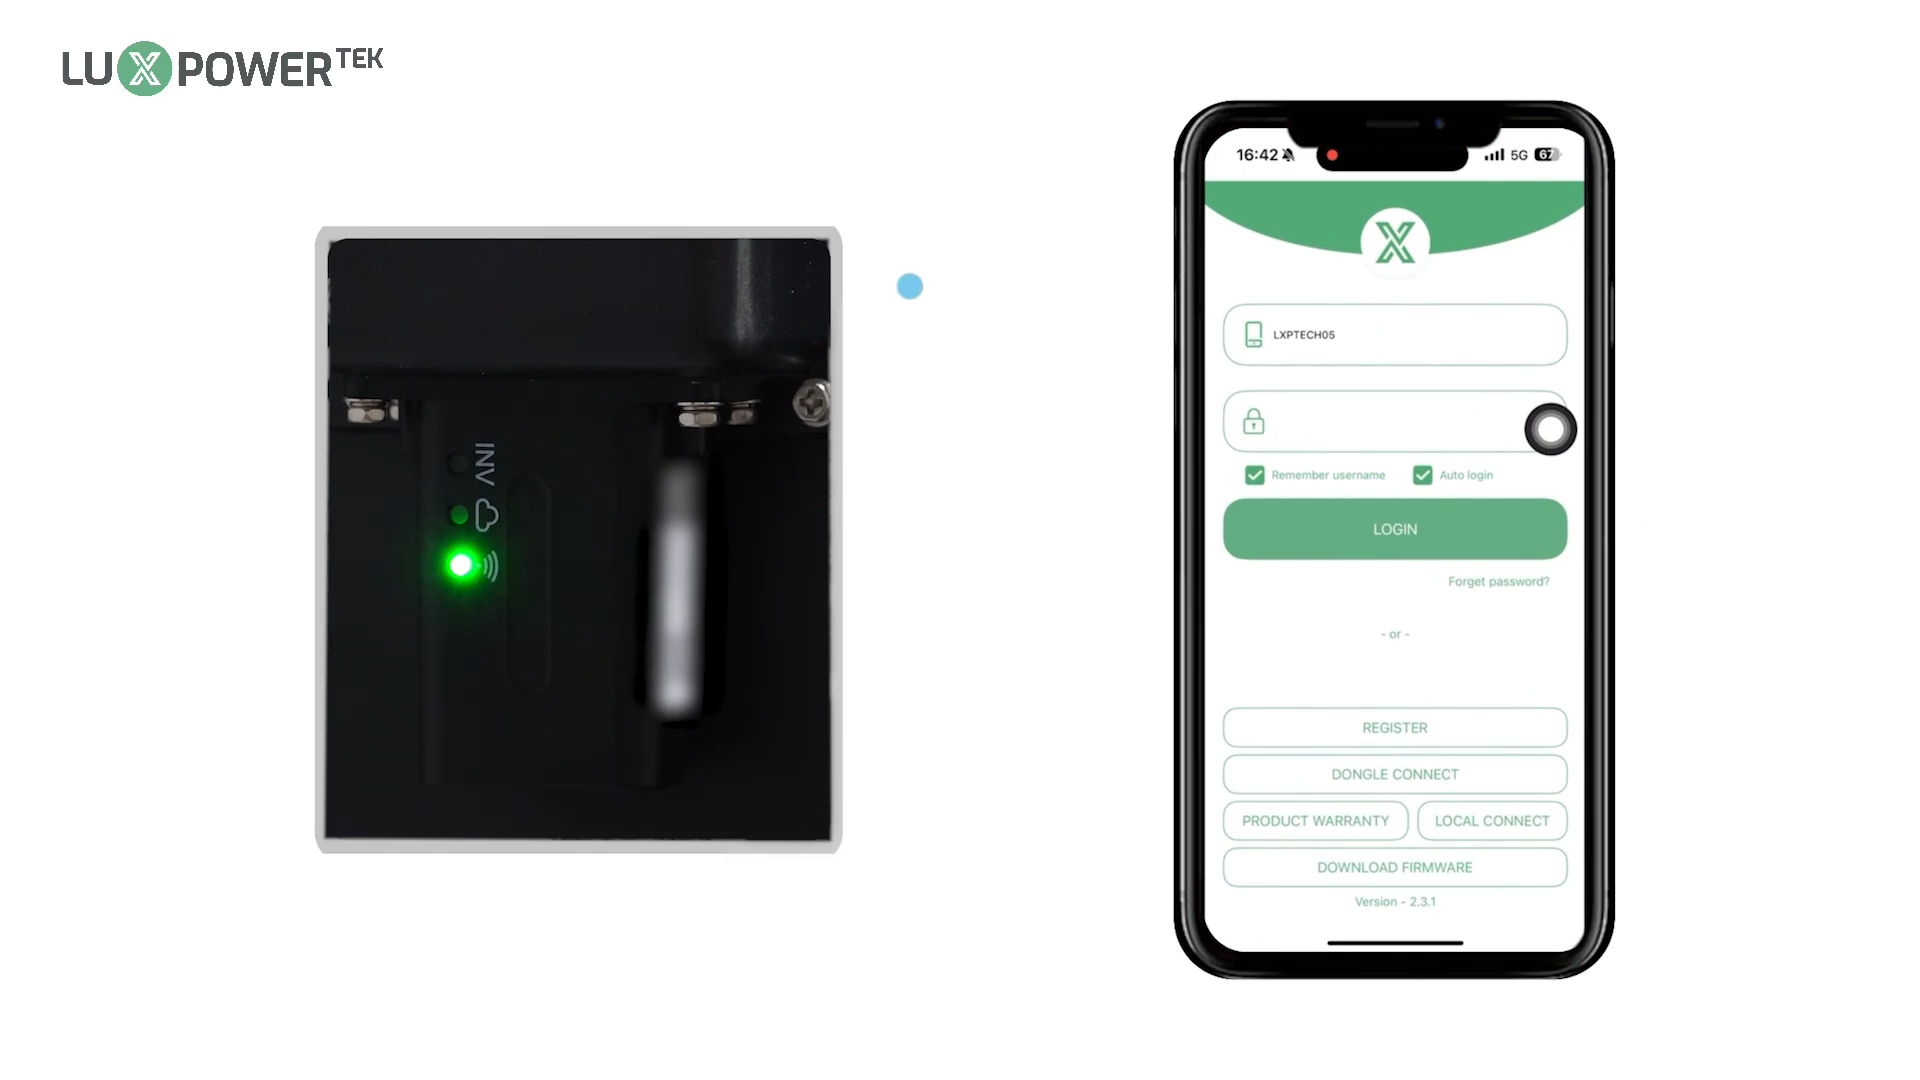 LUXPOWERTEK
INV
16:42
5G
67
LXPTECH05
Remember username
Auto login
LOGIN
Forget password?
- or -
REGISTER
DONGLE CONNECT
PRODUCT WARRANTY
LOCAL CONNECT
DOWNLOAD FIRMWARE
Version - 2.3.1